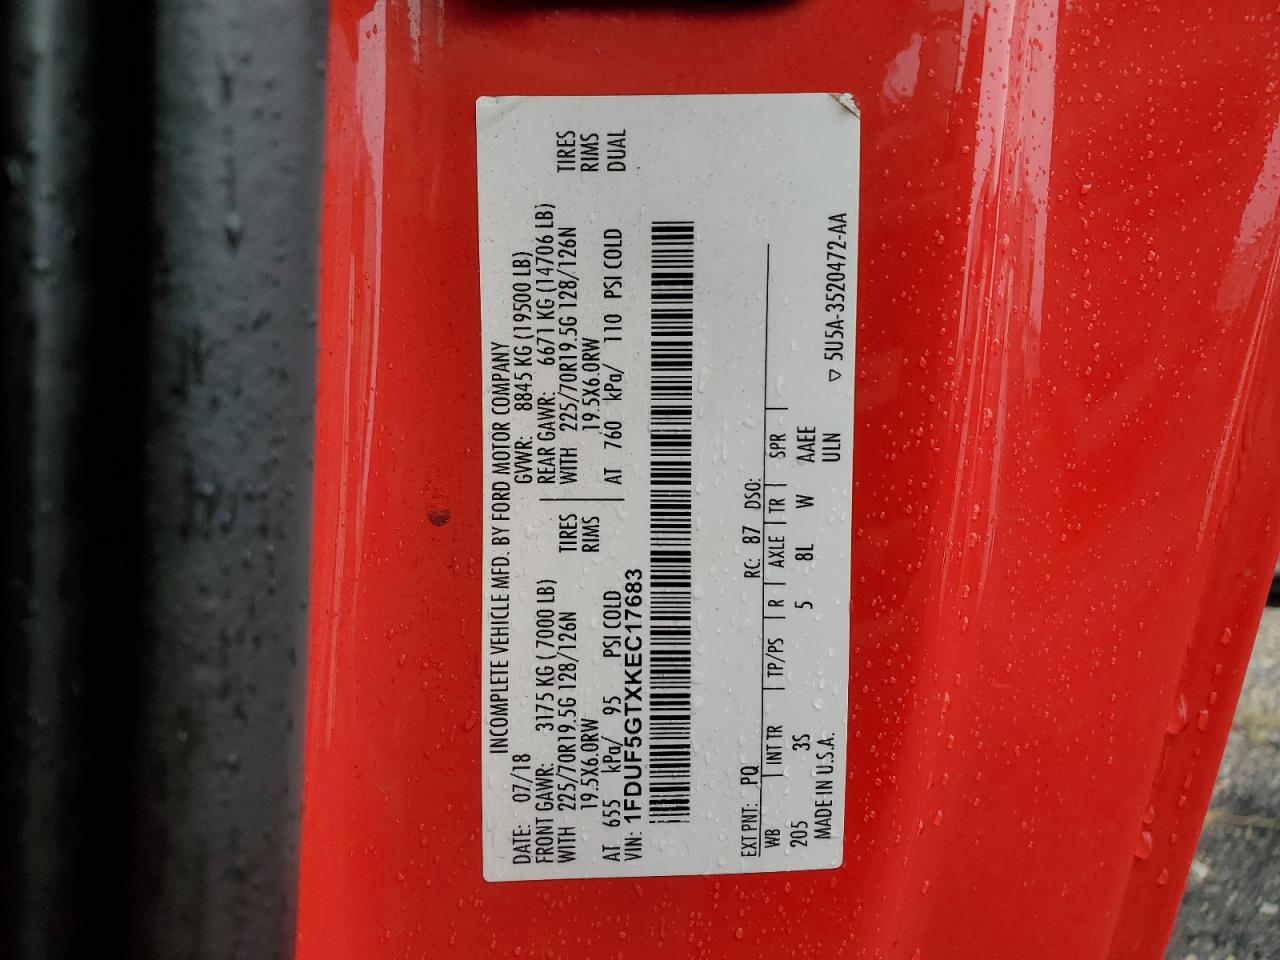 INCOMPLETE VEHICLE MFD. BY FORD MOTOR COMPANY
DATE: 07/18 GVWR: 8845 KG (19500 LB)
FRONT GAWR: 3175 KG ( 7000 LB) REAR GAWR: 6671 KG (14706 LB)
WITH 225/70R19.5G 128/126N TIRES WITH 225/70R19.5G 128/126N TIRES
19.5X6.0RW RIMS 19.5X6.0RW RIMS
AT 655 kPa/ 95 PSI COLD AT 760 kPa/ 110 PSI COLD DUAL
VIN: 1FDUF5GTXKEC17683
EXT PNT: PQ RC: 87 DSO:
WB INT TR TP/PS R AXLE TR SPR
205 3S 5 8L W AAEE
MADE IN U.S.A. ULN ▽ 5U5A-3520472-AA